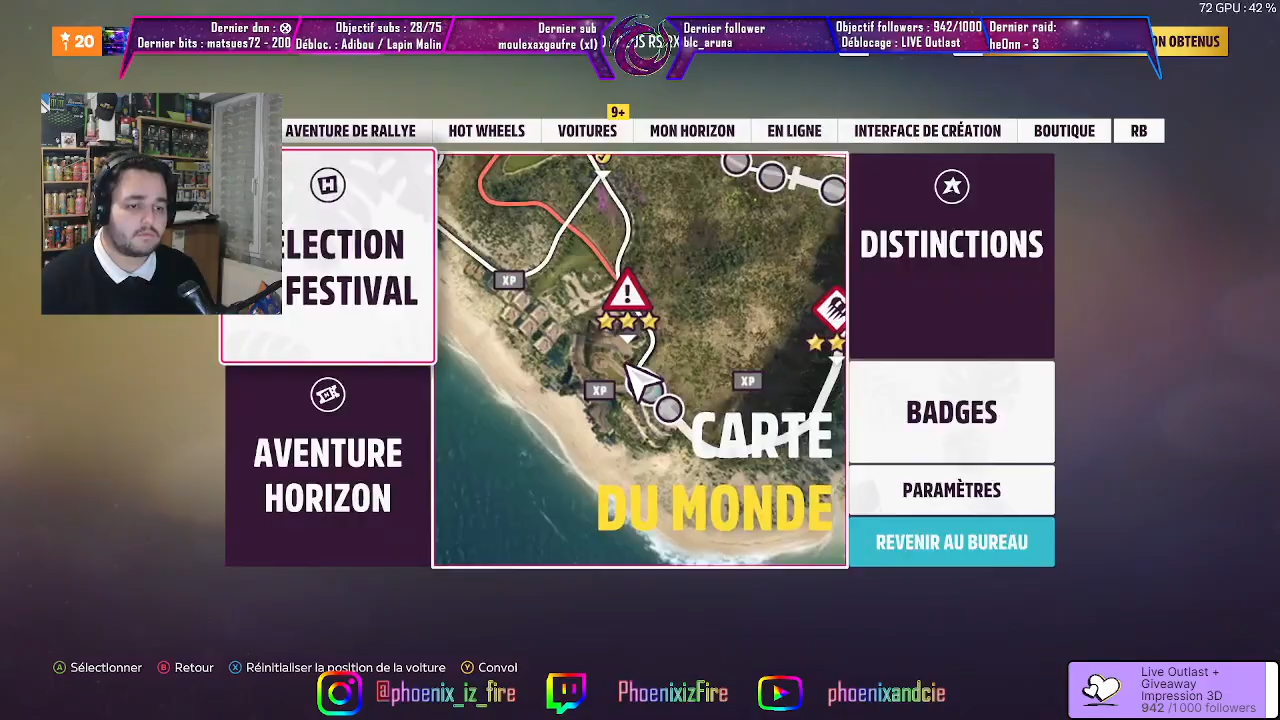 72 GPU : 42 %
20
Dernier don :
Dernier bits : matsues72 - 200
Objectif subs : 28/75
Débloc. : Adibou / Lapin Malin
Dernier sub
moulexaxgaufre (x1)
Dernier follower
blc_aruna
Objectif followers : 942/1000
Déblocage : LIVE Outlast
Dernier raid:
he0nn - 3
OBTENUS
9+
AVENTURE DE RALLYE
HOT WHEELS
VOITURES
MON HORIZON
EN LIGNE
INTERFACE DE CRÉATION
BOUTIQUE
RB
LECTION
FESTIVAL
AVENTURE
HORIZON
XP
XP
XP
CARTE
DU MONDE
DISTINCTIONS
BADGES
PARAMÈTRES
REVENIR AU BUREAU
A Sélectionner
B Retour
X Réinitialiser la position de la voiture
Y Convoi
@phoenix_iz_fire
PhoenixizFire
phoenixandcie
Live Outlast +
Giveaway
Impression 3D
942 /1000 followers